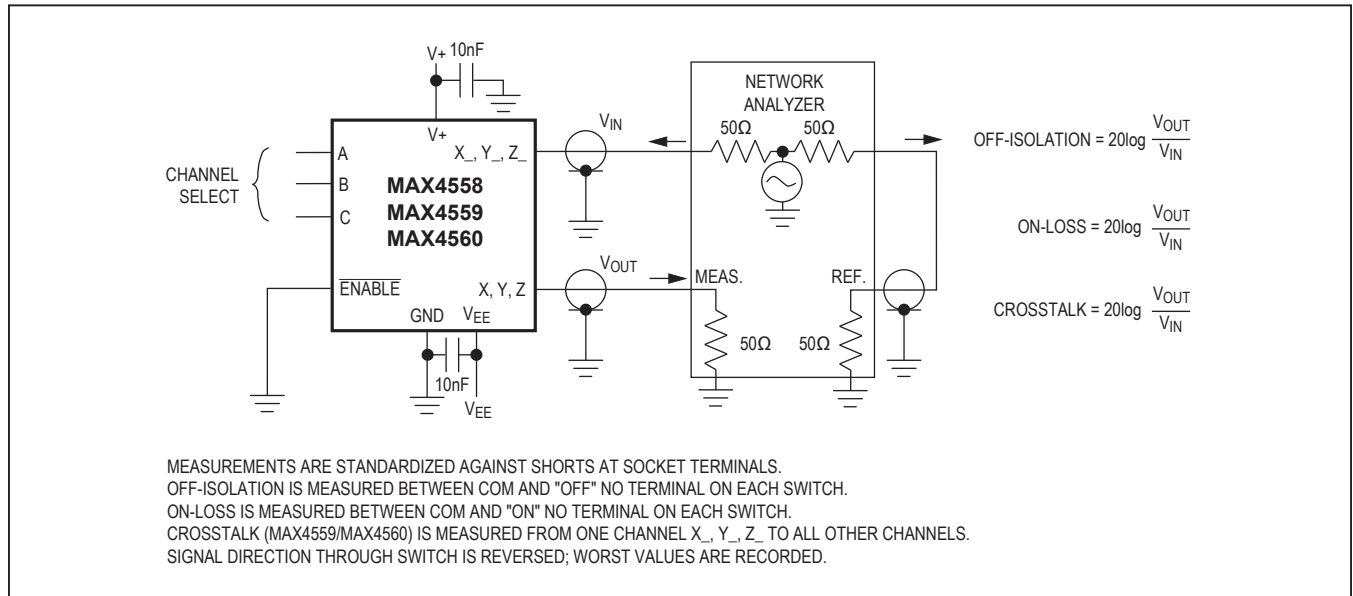 V+ 10nF
V+
X_, Y_, Z_
A
B
C
CHANNEL
SELECT
MAX4558
MAX4559
MAX4560
ENABLE
X, Y, Z
GND VEE
10nF
VEE
VIN
VOUT
NETWORK
ANALYZER
50Ω 50Ω
MEAS. REF.
50Ω 50Ω
OFF-ISOLATION = 20log VOUT
VIN
ON-LOSS = 20log VOUT
VIN
CROSSTALK = 20log VOUT
VIN
MEASUREMENTS ARE STANDARDIZED AGAINST SHORTS AT SOCKET TERMINALS.
OFF-ISOLATION IS MEASURED BETWEEN COM AND "OFF" NO TERMINAL ON EACH SWITCH.
ON-LOSS IS MEASURED BETWEEN COM AND "ON" NO TERMINAL ON EACH SWITCH.
CROSSTALK (MAX4559/MAX4560) IS MEASURED FROM ONE CHANNEL X_, Y_, Z_ TO ALL OTHER CHANNELS.
SIGNAL DIRECTION THROUGH SWITCH IS REVERSED; WORST VALUES ARE RECORDED.